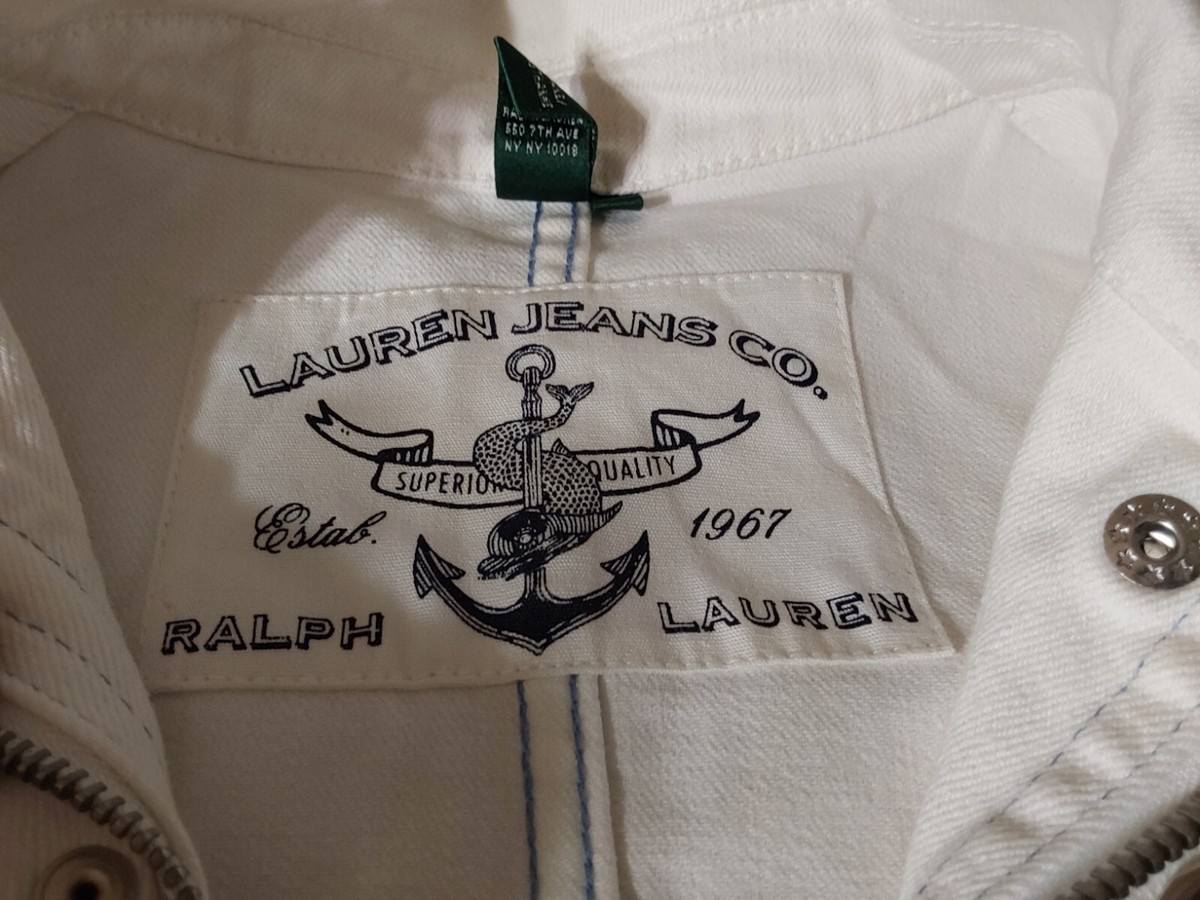 550 7TH AVE
NY NY 10018
LAUREN JEANS CO.
SUPERIOR QUALITY
Estab. 1967
RALPH LAUREN